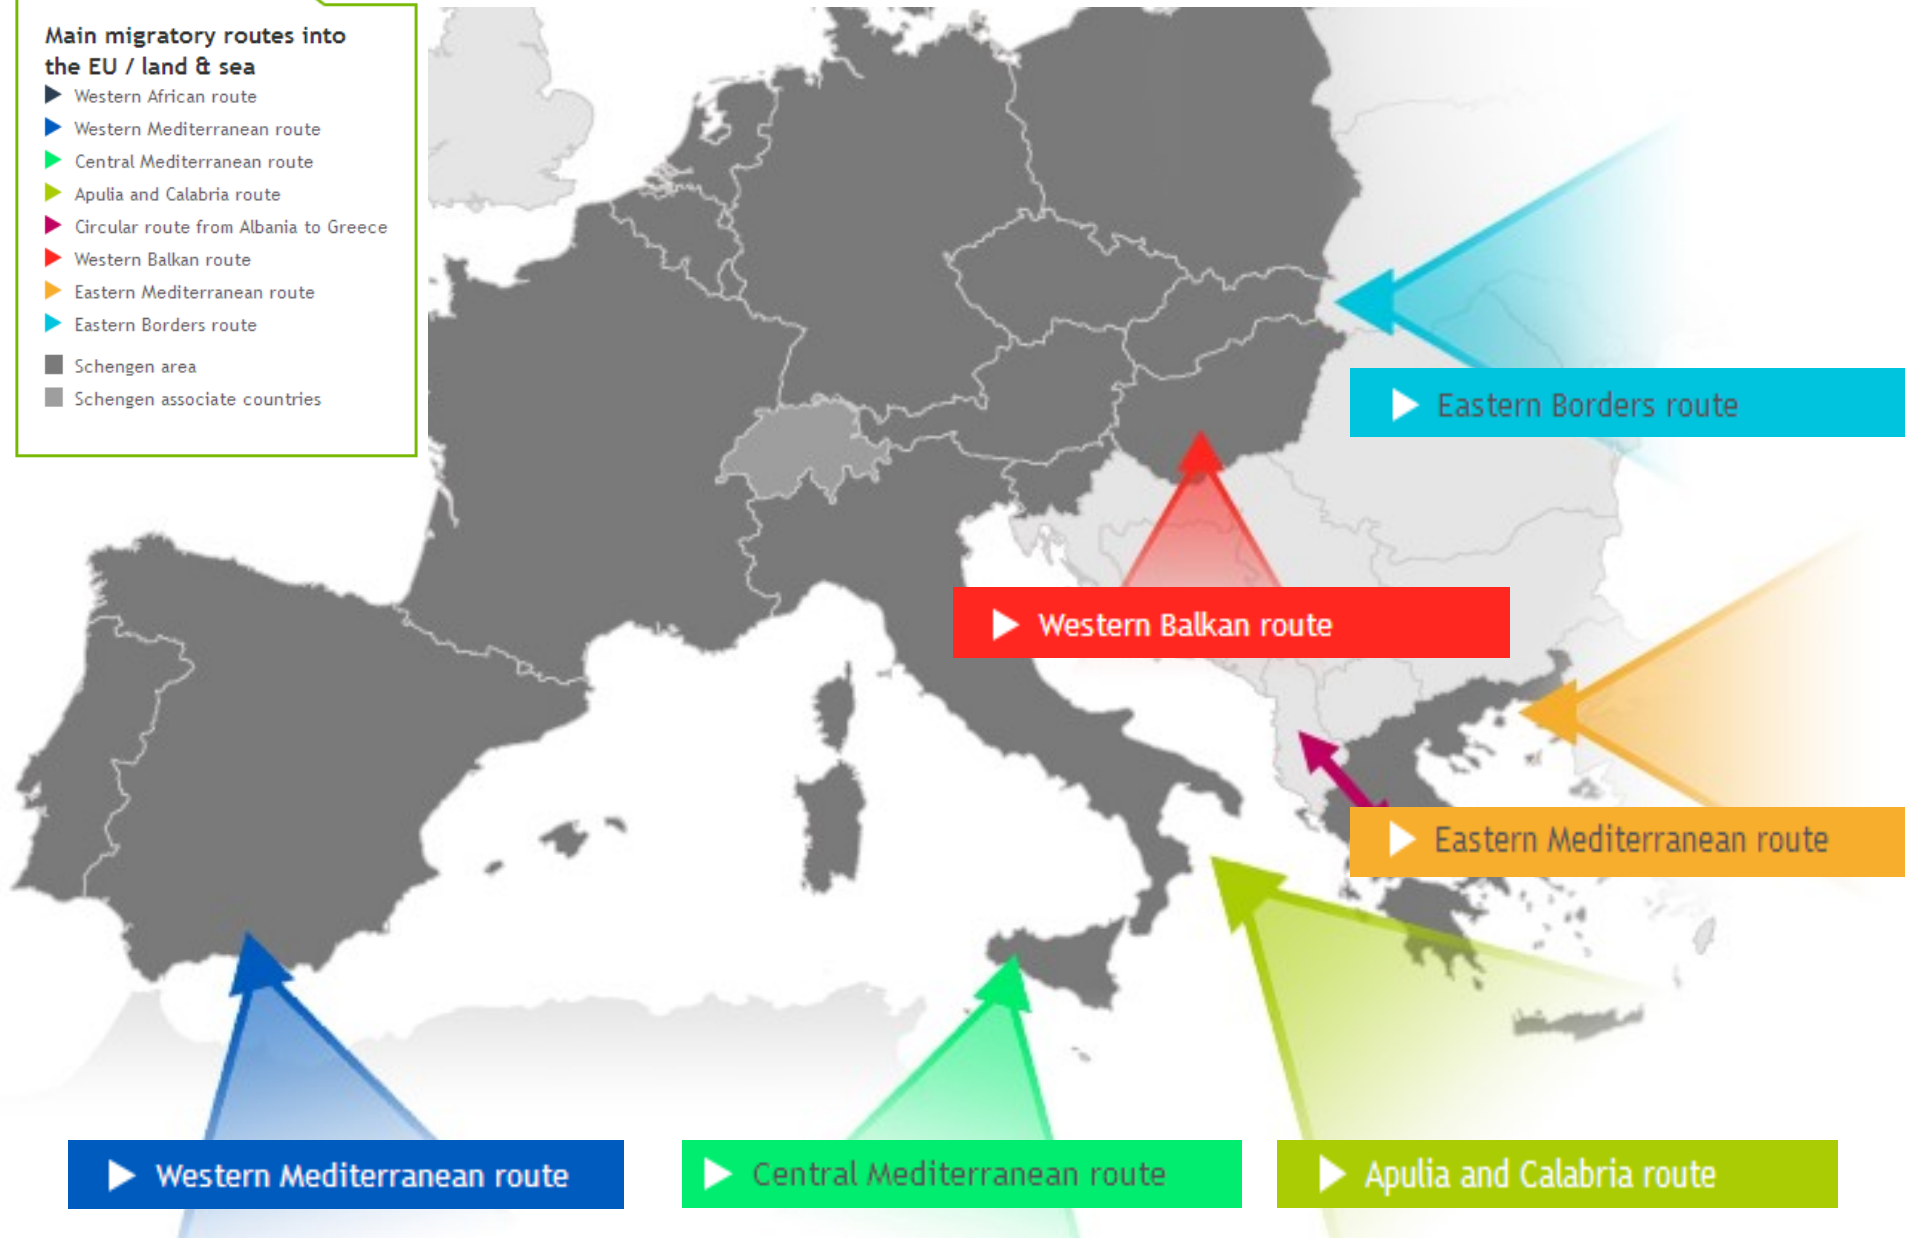 Main migratory routes into
the EU / land & sea
Western African route
Western Mediterranean route
Central Mediterranean route
Apulia and Calabria route
Circular route from Albania to Greece
Western Balkan route
Eastern Mediterranean route
Eastern Borders route
Schengen area
Schengen associate countries
Eastern Borders route
Western Balkan route
Eastern Mediterranean route
Western Mediterranean route
Central Mediterranean route
Apulia and Calabria route